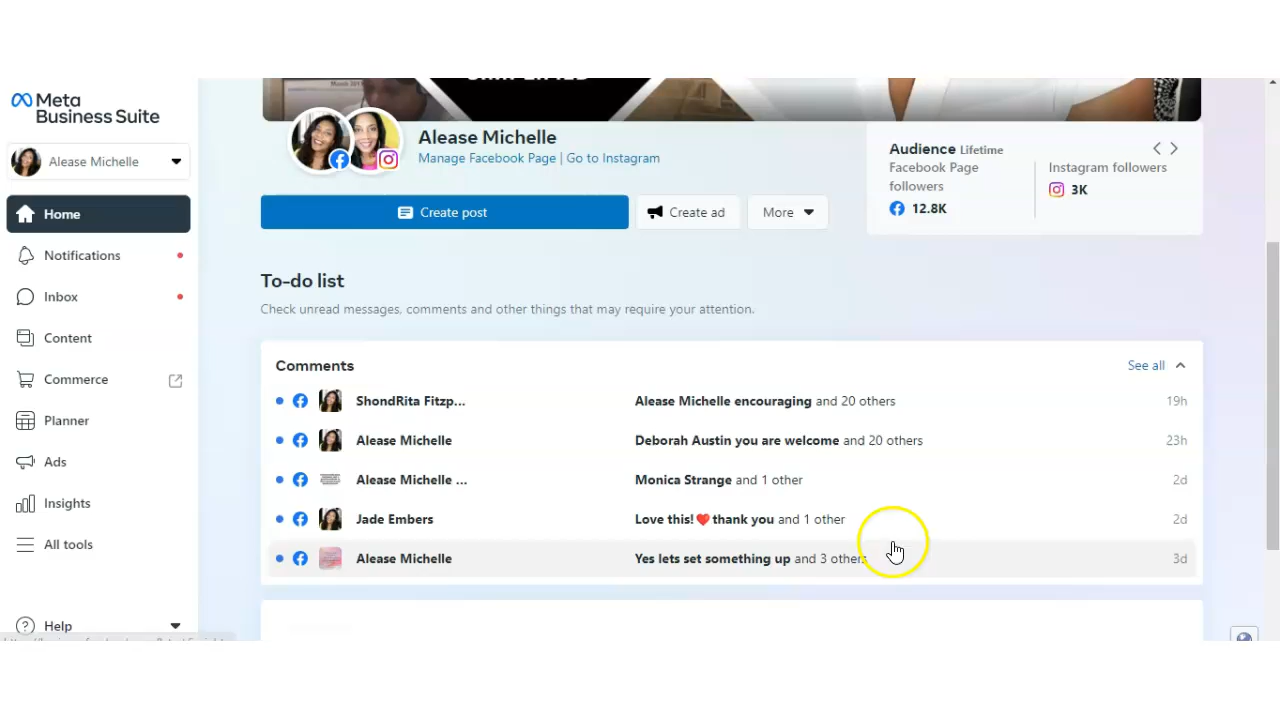 Meta
Business Suite
Alease Michelle
Home
Notifications
Inbox
Content
Commerce
Planner
Ads
Insights
All tools
Help
Alease Michelle
Manage Facebook Page | Go to Instagram
Create post
Create ad
More
Audience Lifetime
Facebook Page followers
12.8K
Instagram followers
3K
To-do list
Check unread messages, comments and other things that may require your attention.
Comments
See all
ShondRita Fitzp... Alease Michelle encouraging and 20 others 19h
Alease Michelle Deborah Austin you are welcome and 20 others 23h
Alease Michelle ... Monica Strange and 1 other 2d
Jade Embers Love this!❤️thank you and 1 other 2d
Alease Michelle Yes lets set something up and 3 others 3d